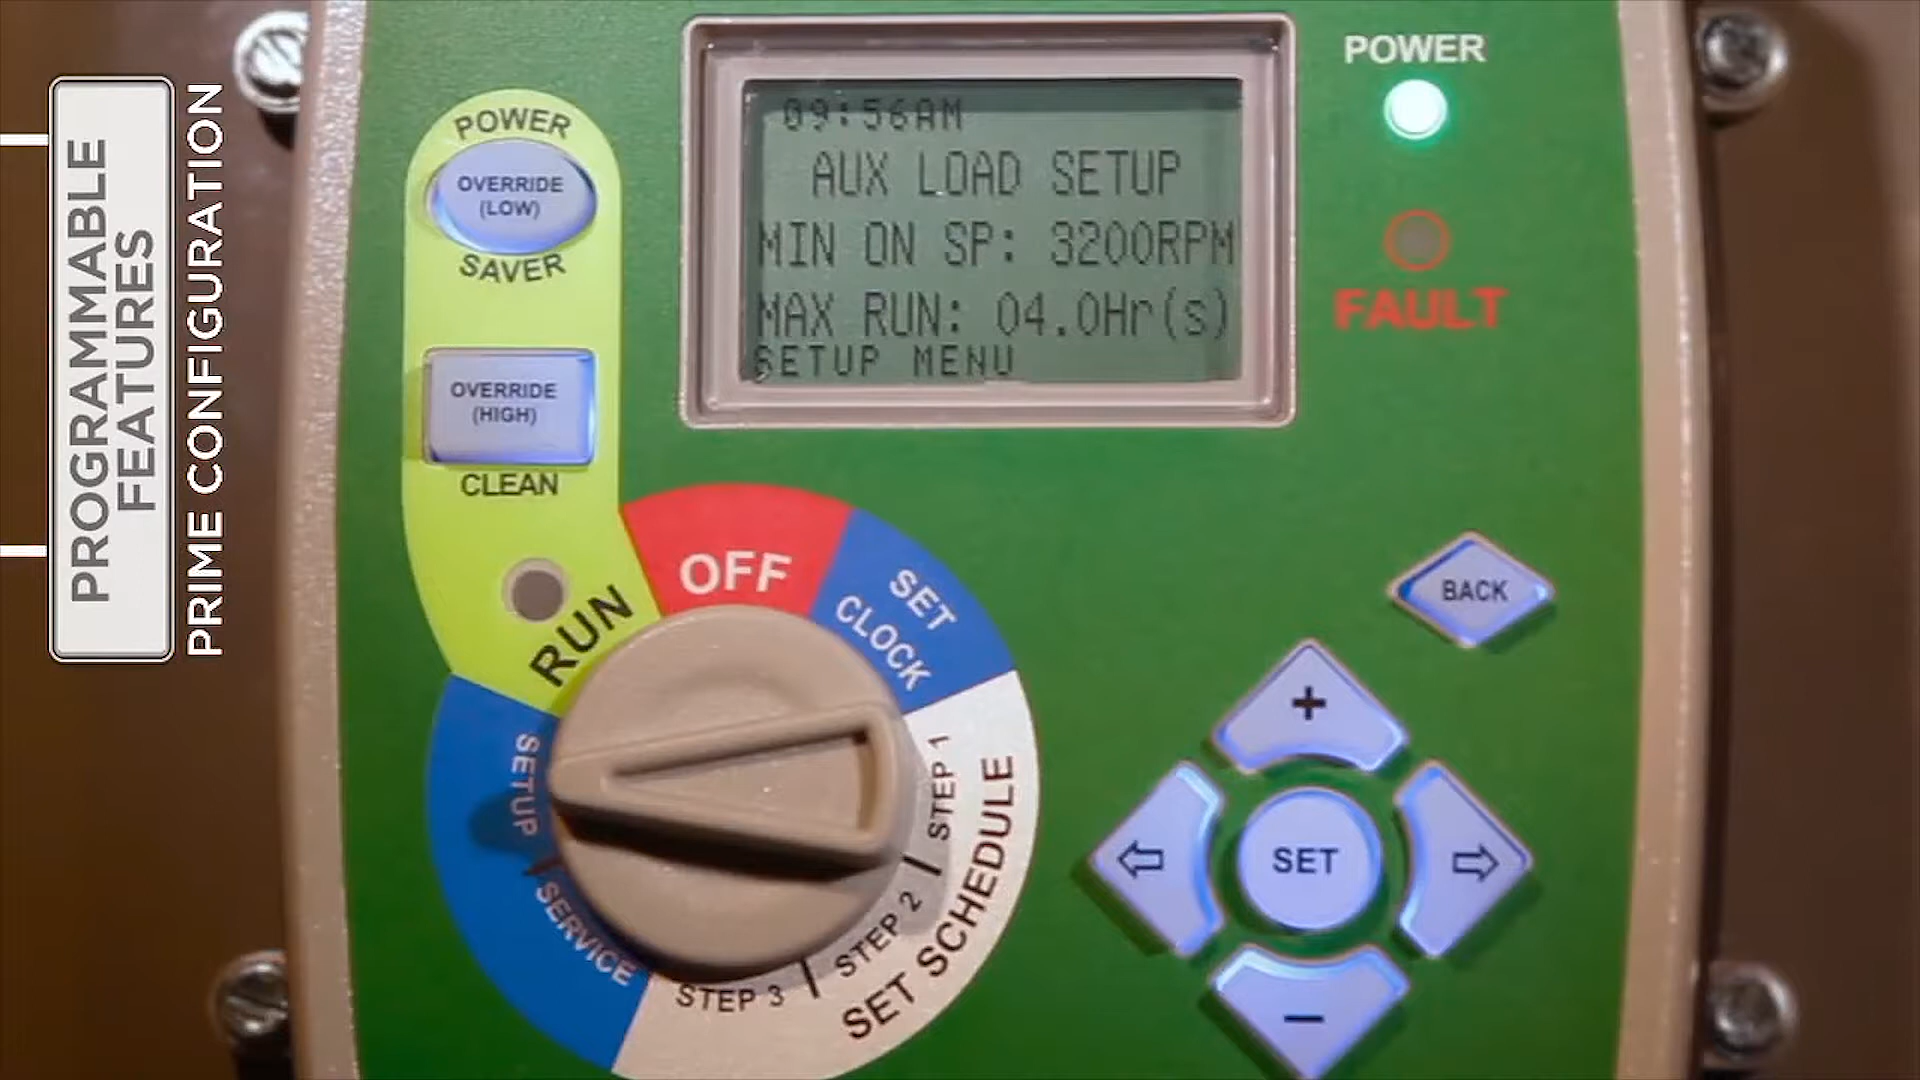 PROGRAMMABLE
FEATURES
PRIME CONFIGURATION
POWER
OVERRIDE
(LOW)
SAVER
OVERRIDE
(HIGH)
CLEAN
09:56AM
AUX LOAD SETUP
MIN ON SP: 3200RPM
MAX RUN: 04.0Hr(s)
SETUP MENU
POWER
FAULT
RUN
OFF
SET
CLOCK
SETUP
SERVICE
STEP 1
STEP 2
STEP 3
SET SCHEDULE
BACK
+
SET
−